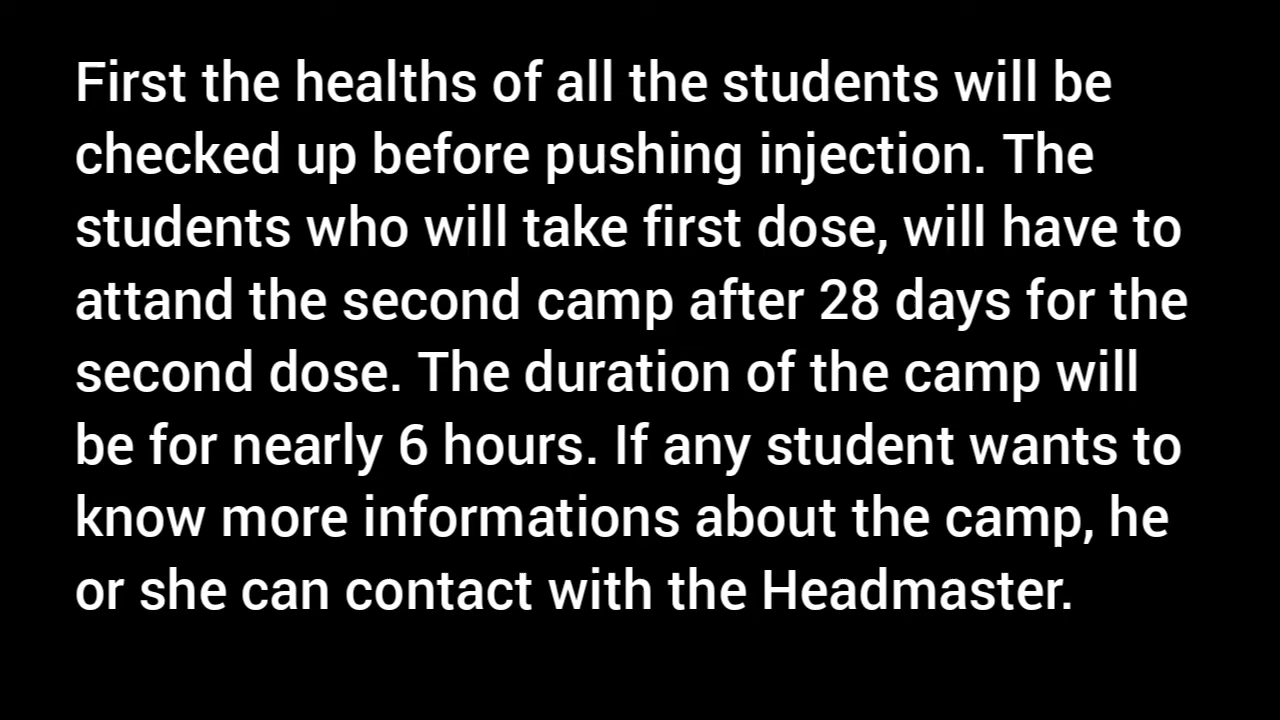 First the healths of all the students will be
checked up before pushing injection. The
students who will take first dose, will have to
attand the second camp after 28 days for the
second dose. The duration of the camp will
be for nearly 6 hours. If any student wants to
know more informations about the camp, he
or she can contact with the Headmaster.